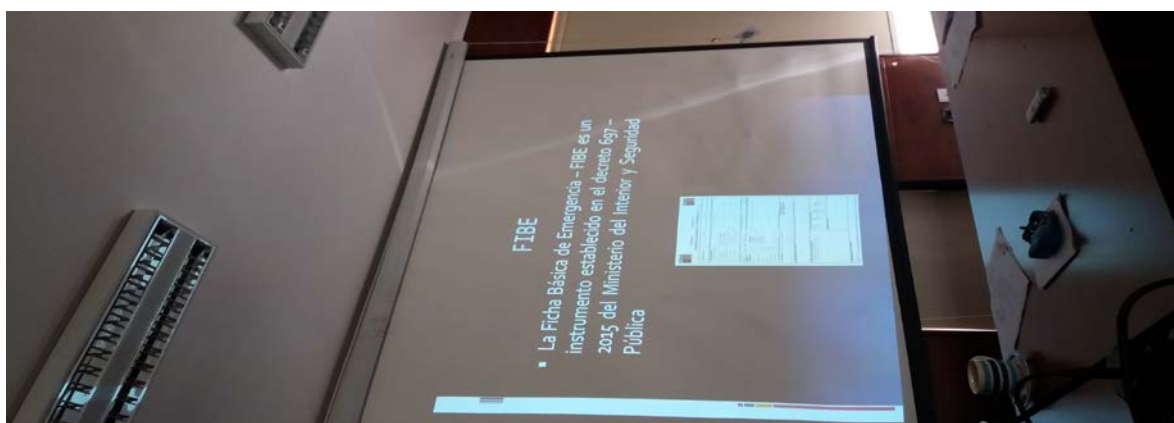 FIBE
▪ La Ficha Básica de Emergencia – FIBE es un
instrumento establecido en el decreto 697 –
2015 del Ministerio del Interior y Seguridad
Pública